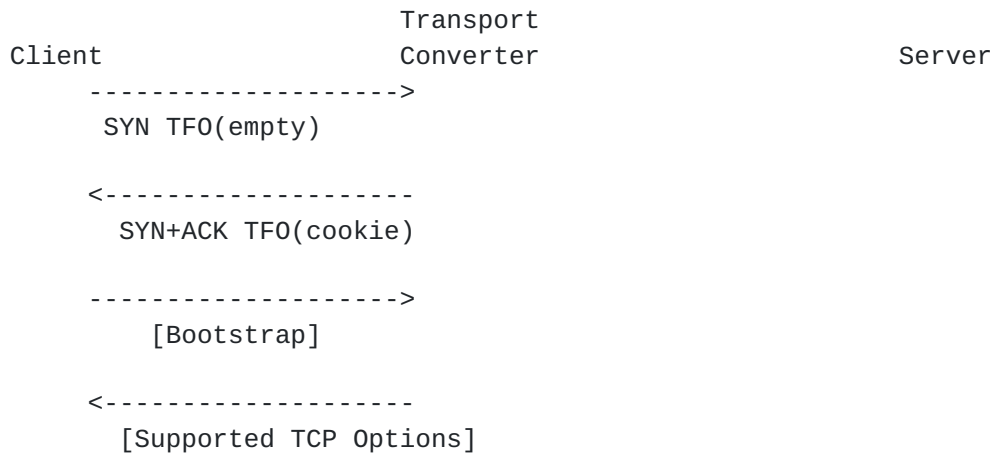 Transport
Client Converter Server
-------------------->
SYN TFO(empty)
<--------------------
SYN+ACK TFO(cookie)
-------------------->
[Bootstrap]
<--------------------
[Supported TCP Options]